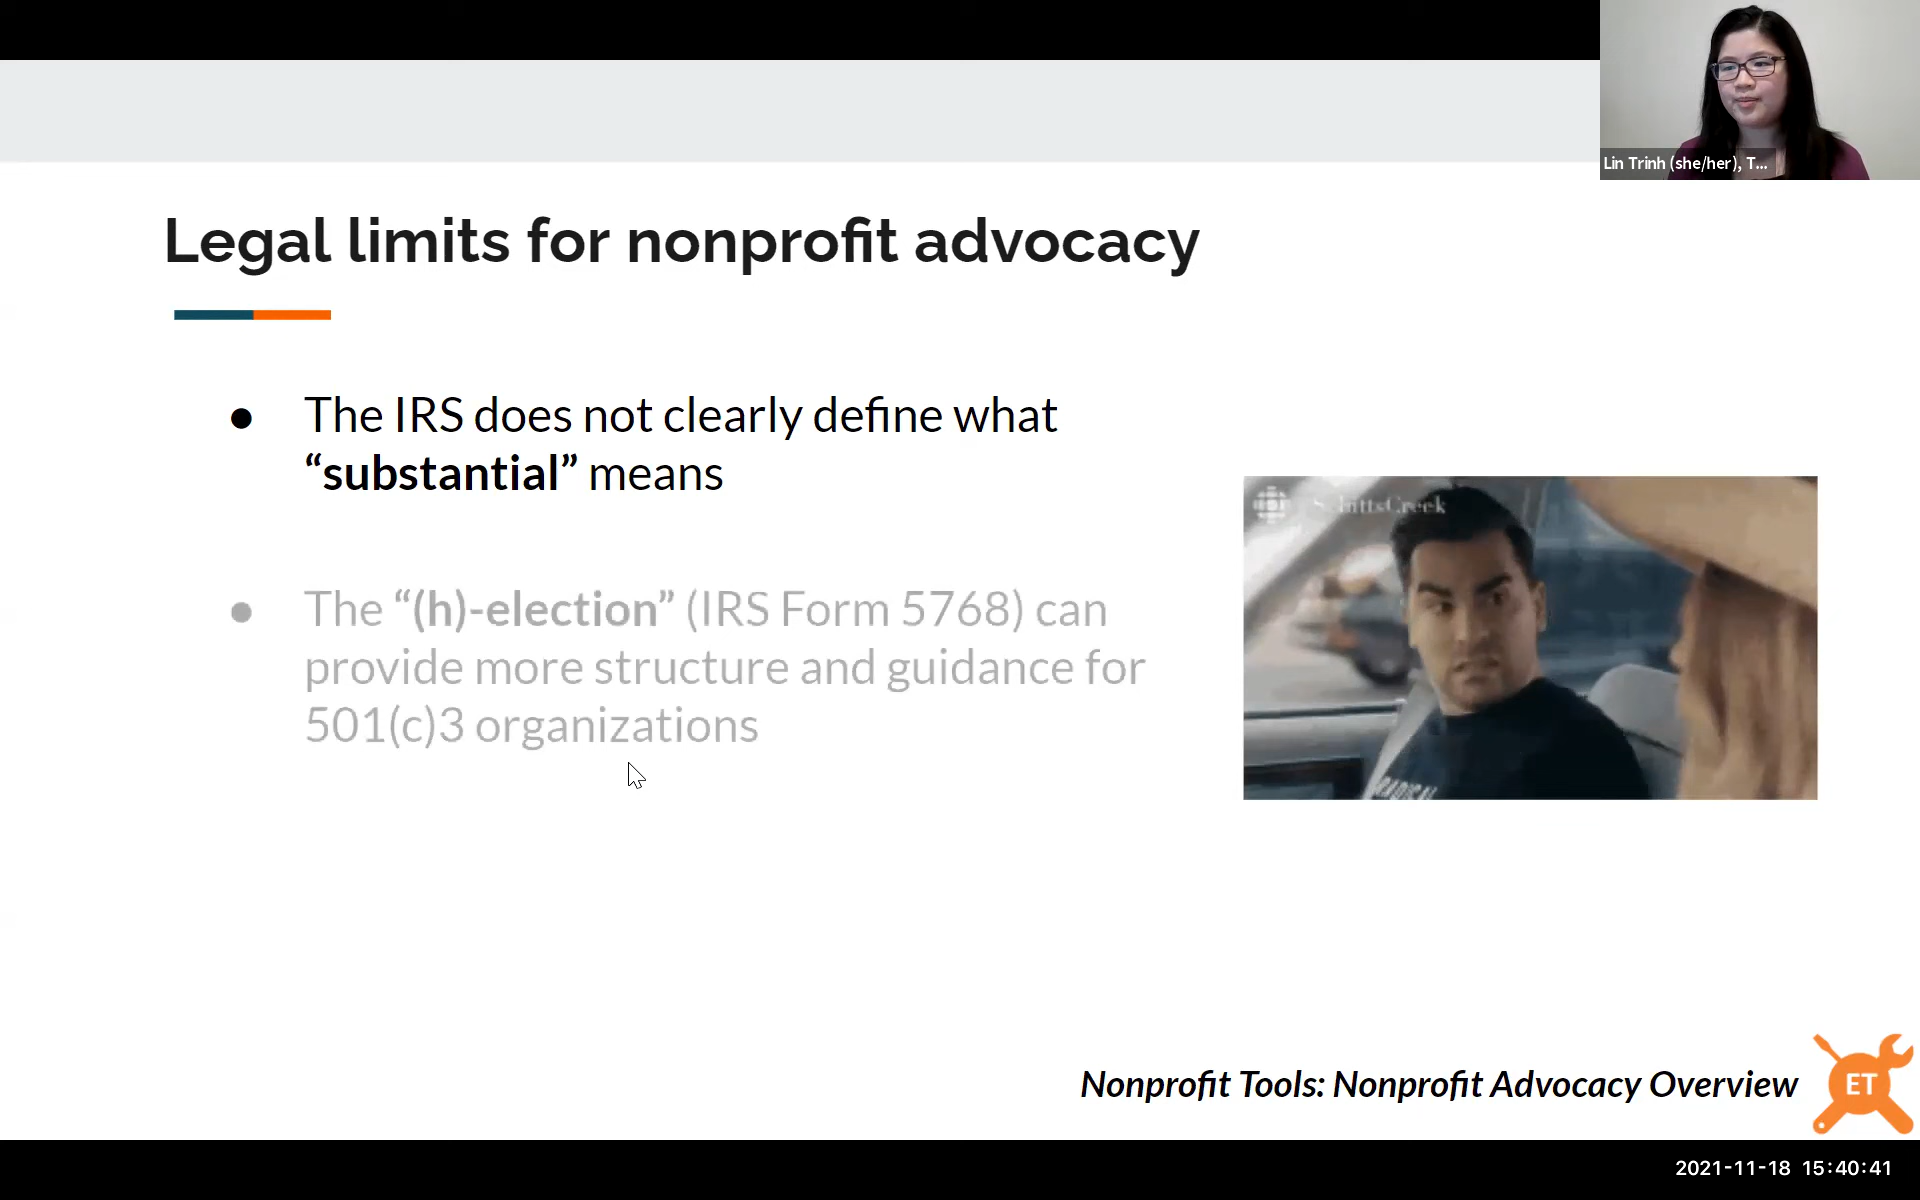 Lin Trinh (she/her), T...
Legal limits for nonprofit advocacy
● The IRS does not clearly define what
“substantial” means
SchittsCreek
● The “(h)-election” (IRS Form 5768) can
provide more structure and guidance for
501(c)3 organizations
RADICAL
Nonprofit Tools: Nonprofit Advocacy Overview
ET
2021-11-18 15:40:41